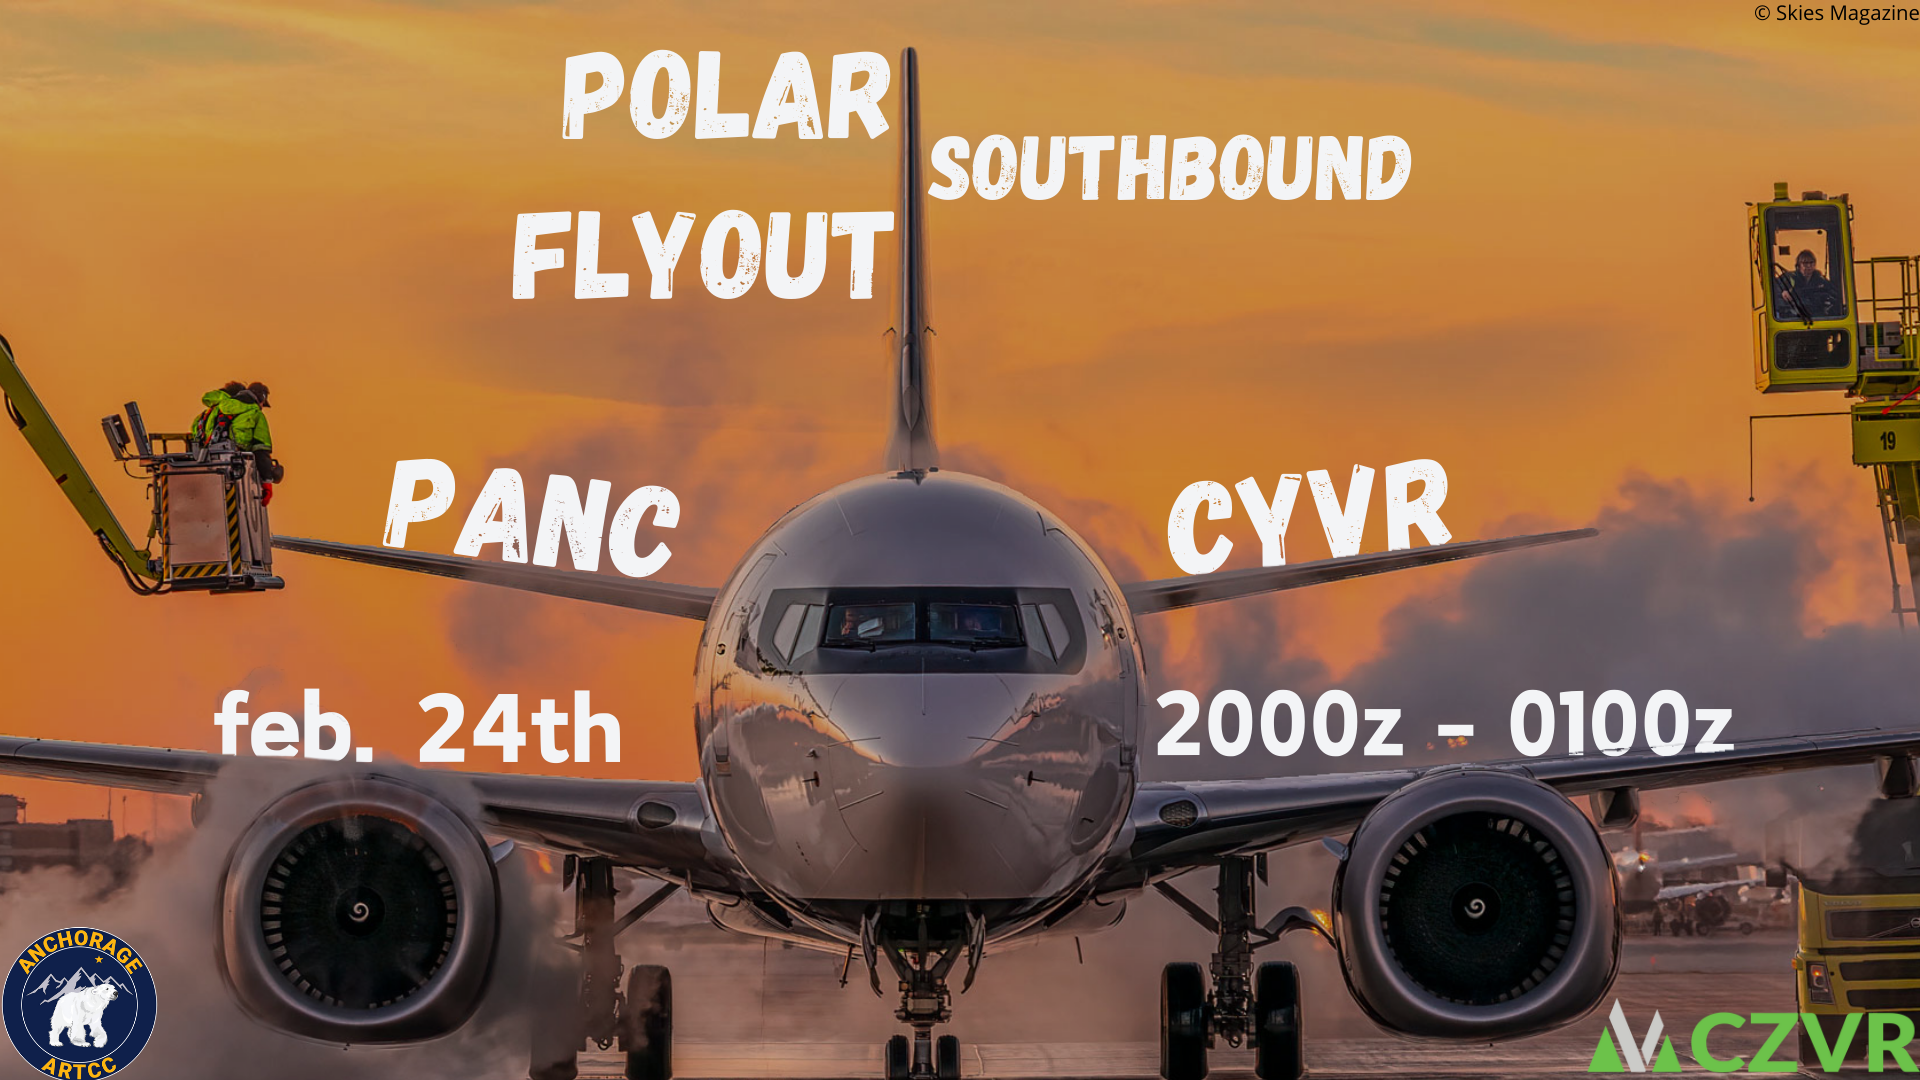 © Skies Magazine
POLAR
SOUTHBOUND
FLYOUT
PANC
CYVR
19
feb. 24th
2000z - 0100z
ANCHORAGE
ARTCC
CZVR